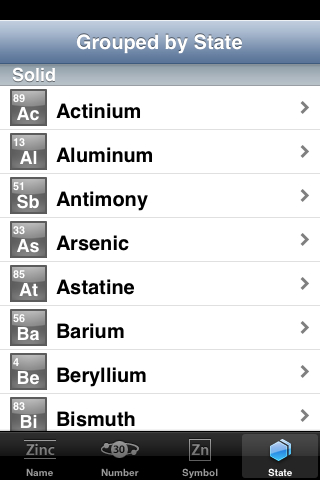 Grouped by State
Solid
89
Ac
Actinium
13
Al
Aluminum
51
Sb
Antimony
33
As
Arsenic
85
At
Astatine
56
Ba
Barium
4
Be
Beryllium
83
Bi
Bismuth
Zinc
30
Zn
Name
Number
Symbol
State